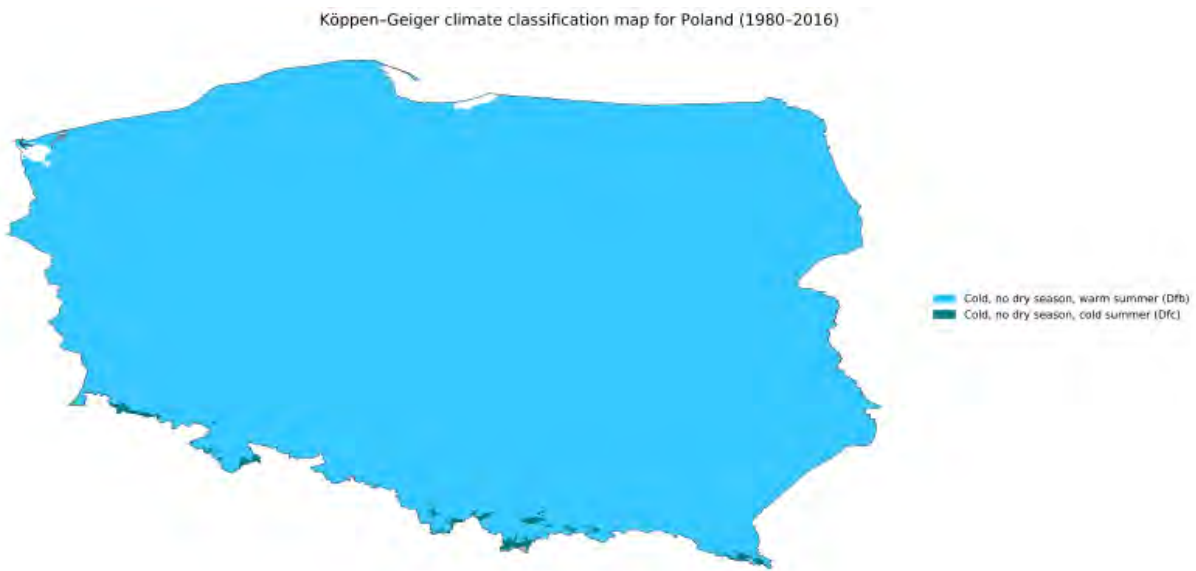 Köppen–Geiger climate classification map for Poland (1980–2016)
Cold, no dry season, warm summer (Dfb)
Cold, no dry season, cold summer (Dfc)